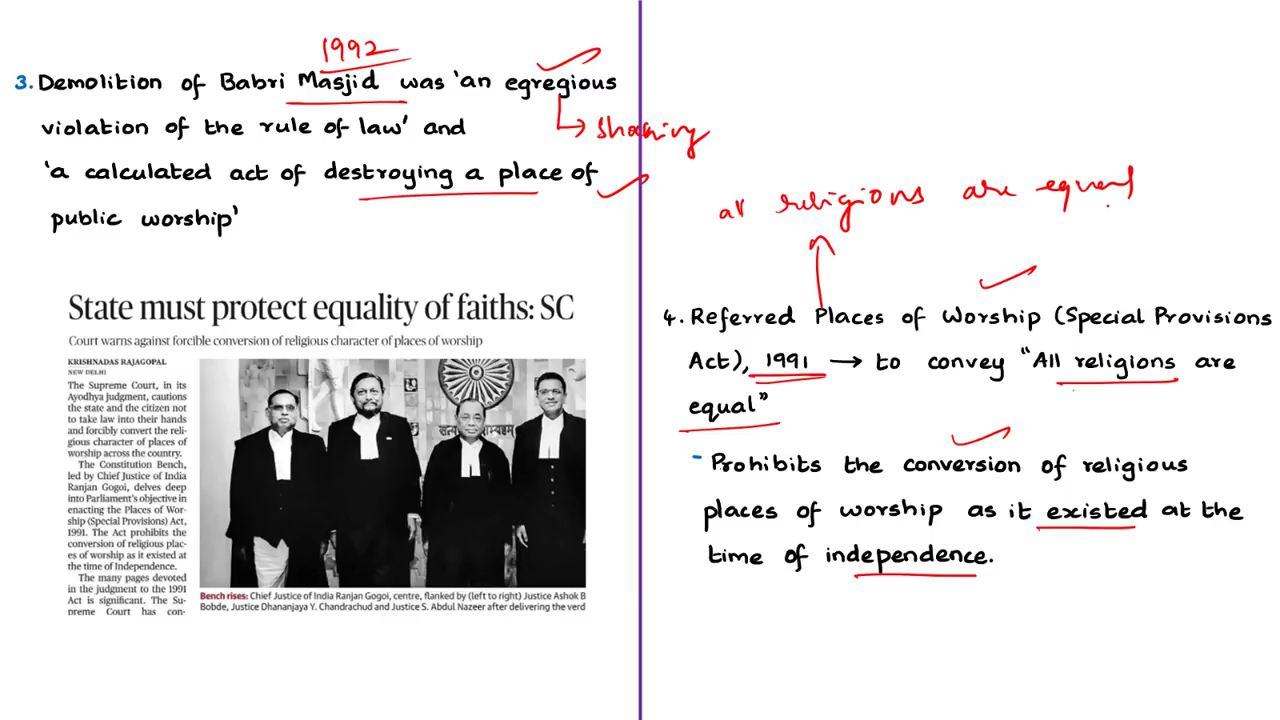 1992
3. Demolition of Babri Masjid was 'an egregious
violation of the rule of law' and
→ Shocking
'a calculated act of destroying a place of
public worship'
State must protect equality of faiths: SC
Court warns against forcible conversion of religious character of places of worship
KRISHNADAS RAJAGOPAL
NEW DELHI
The Supreme Court, in its
Ayodhya judgment, cautions
the state and the citizen not
to take law into their hands
and forcibly convert the reli-
gious character of places of
worship across the country.
The Constitution Bench,
led by Chief Justice of India
Ranjan Gogoi, delves deep
into Parliament's objective in
enacting the Places of Wor-
ship (Special Provisions) Act,
1991. The Act prohibits the
conversion of religious plac-
es of worship as it existed at
the time of Independence.
The many pages devoted
in the judgment to the 1991
Act is significant. The Su-
preme Court has con-
सत्य
Bench rises: Chief Justice of India Ranjan Gogoi, centre, flanked by (left to right) Justice Ashok B
Bobde, Justice Dhananjaya Y. Chandrachud and Justice S. Abdul Nazeer after delivering the verd
all religions are equal
4. Referred Places of Worship (Special Provisions
Act), 1991 → to convey "All religions are
equal"
- Prohibits the conversion of religious
places of worship as it existed at the
time of independence.